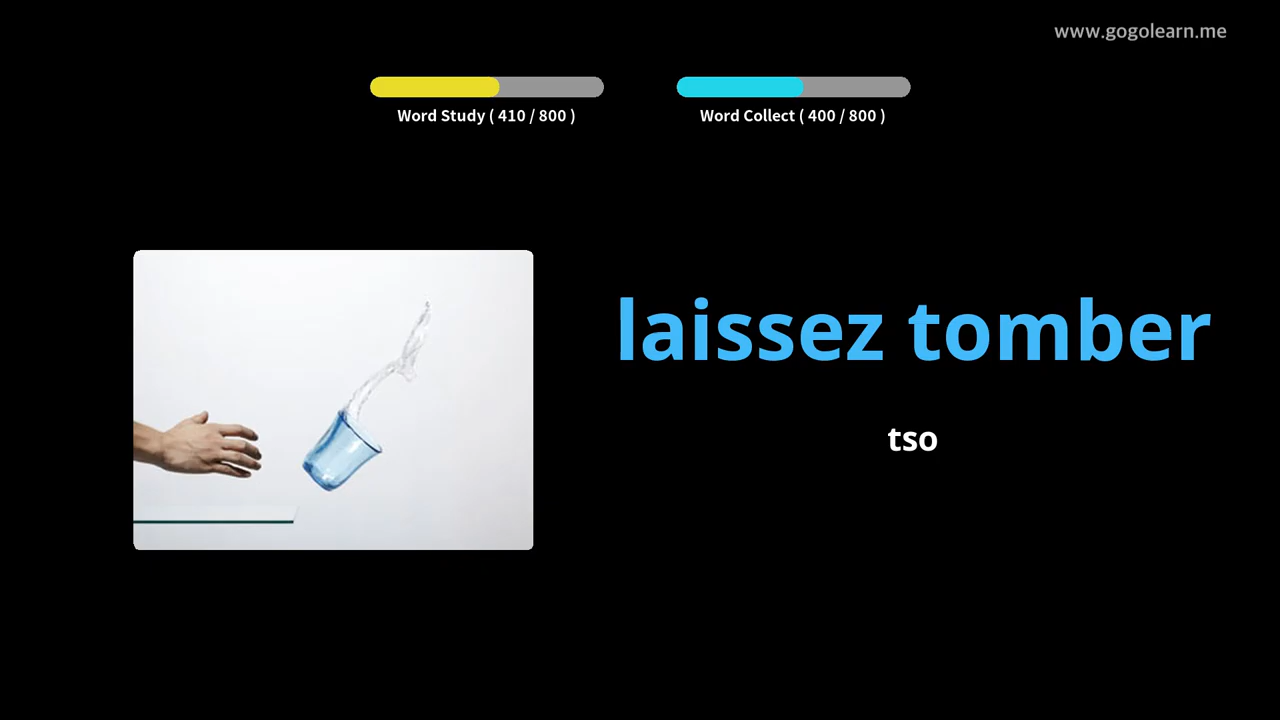 www.gogolearn.me
Word Study ( 410 / 800 )
Word Collect ( 400 / 800 )
laissez tomber
tso